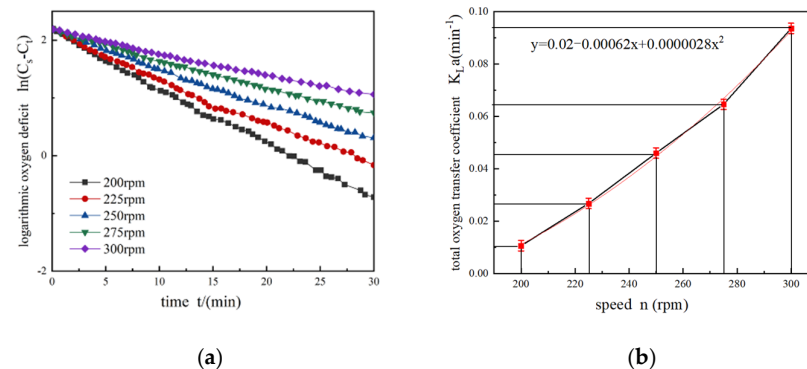 (a)
2
0
-2
0 5 10 15 20 25 30
logarithmic oxygen deficit ln(Cs-Ct)
time t/(min)
200rpm
225rpm
250rpm
275rpm
300rpm
(a)
(b)
y=0.02−0.00062x+0.0000028x²
0.10
0.08
0.06
0.04
0.02
0.00
200 220 240 260 280 300
total oxygen transfer coefficient KLa(min⁻¹)
speed n (rpm)
(b)